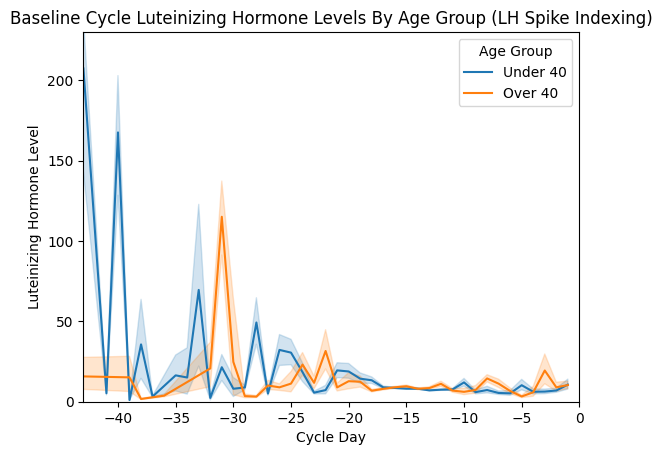 Baseline Cycle Luteinizing Hormone Levels By Age Group (LH Spike Indexing)
Age Group
Under 40
Over 40
Luteinizing Hormone Level
200
150
100
50
0
−40 −35 −30 −25 −20 −15 −10 −5 0
Cycle Day